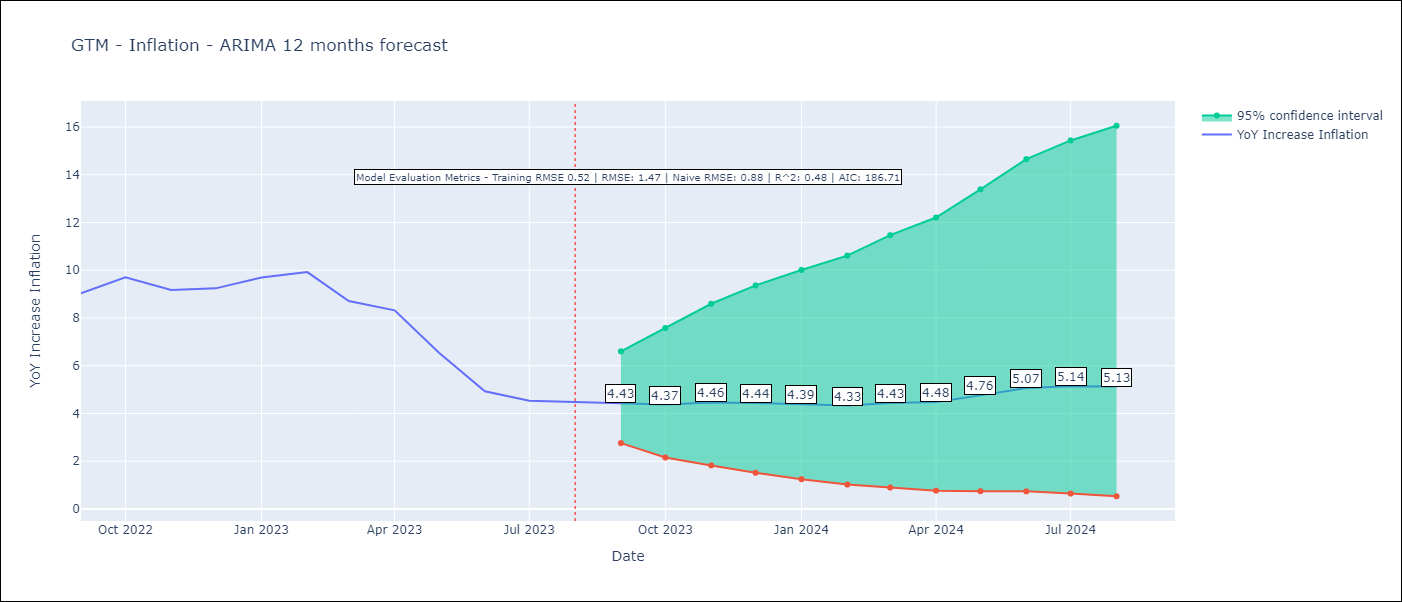 GTM - Inflation - ARIMA 12 months forecast
95% confidence interval
YoY Increase Inflation
Model Evaluation Metrics - Training RMSE 0.52 | RMSE: 1.47 | Naive RMSE: 0.88 | R^2: 0.48 | AIC: 186.71
YoY Increase Inflation
16
14
12
10
8
6
4
2
0
4.43 4.37 4.46 4.44 4.39 4.33 4.43 4.48 4.76 5.07 5.14 5.13
Oct 2022 Jan 2023 Apr 2023 Jul 2023 Oct 2023 Jan 2024 Apr 2024 Jul 2024
Date